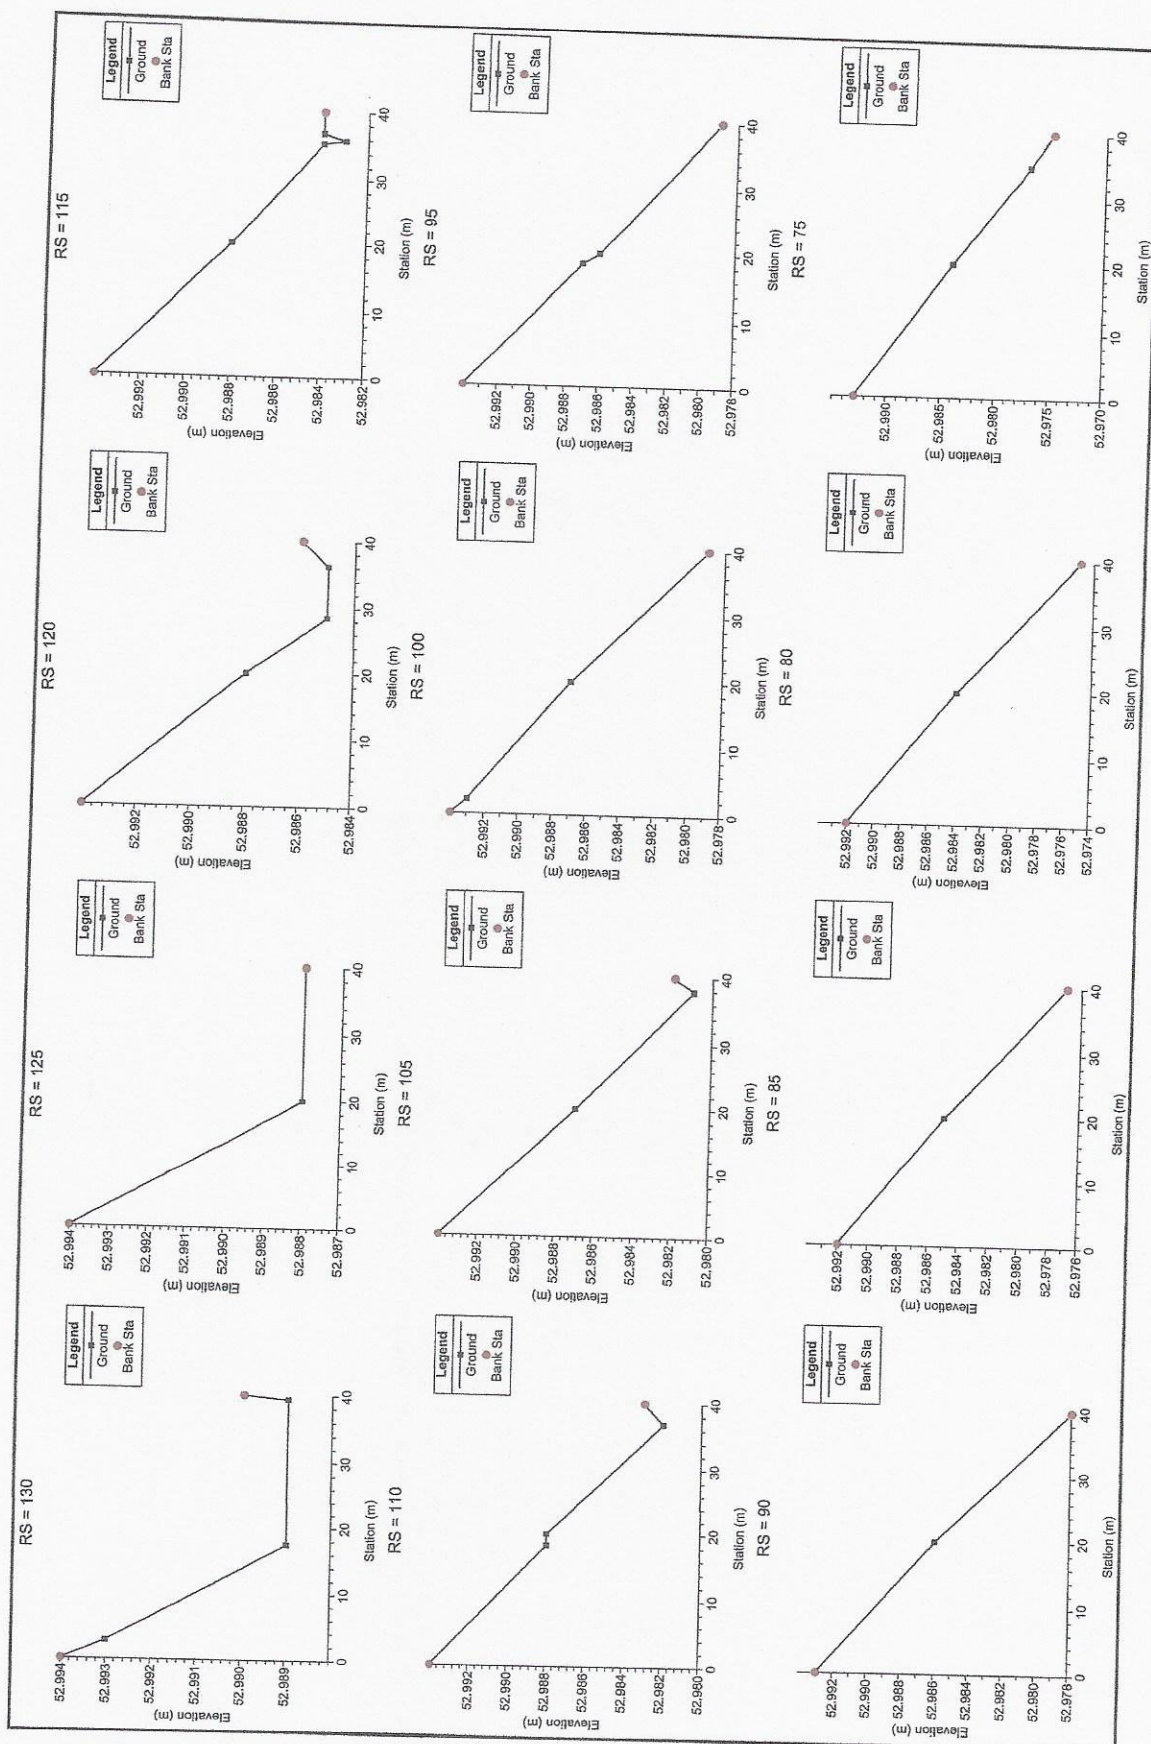 RS = 130
Legend
Ground
Bank Sta
Elevation (m)
52.994
52.993
52.992
52.991
52.990
52.989
0 10 20 30 40
Station (m)
RS = 125
Legend
Ground
Bank Sta
Elevation (m)
52.994
52.993
52.992
52.991
52.990
52.989
52.988
52.987
0 10 20 30 40
Station (m)
RS = 120
Legend
Ground
Bank Sta
Elevation (m)
52.992
52.990
52.988
52.986
52.984
0 10 20 30 40
Station (m)
RS = 115
Legend
Ground
Bank Sta
Elevation (m)
52.992
52.990
52.988
52.986
52.984
52.982
0 10 20 30 40
Station (m)
RS = 110
Legend
Ground
Bank Sta
Elevation (m)
52.992
52.990
52.988
52.986
52.984
52.982
52.980
0 10 20 30 40
Station (m)
RS = 105
Legend
Ground
Bank Sta
Elevation (m)
52.992
52.990
52.988
52.986
52.984
52.982
52.980
0 10 20 30 40
Station (m)
RS = 100
Legend
Ground
Bank Sta
Elevation (m)
52.992
52.990
52.988
52.986
52.984
52.982
52.980
52.978
0 10 20 30 40
Station (m)
RS = 95
Legend
Ground
Bank Sta
Elevation (m)
52.992
52.990
52.988
52.986
52.984
52.982
52.980
52.978
0 10 20 30 40
Station (m)
RS = 90
Legend
Ground
Bank Sta
Elevation (m)
52.992
52.990
52.988
52.986
52.984
52.982
52.980
52.978
0 10 20 30 40
Station (m)
RS = 85
Legend
Ground
Bank Sta
Elevation (m)
52.992
52.990
52.988
52.986
52.984
52.982
52.980
52.978
52.976
0 10 20 30 40
Station (m)
RS = 80
Legend
Ground
Bank Sta
Elevation (m)
52.992
52.990
52.988
52.986
52.984
52.982
52.980
52.978
52.976
52.974
0 10 20 30 40
Station (m)
RS = 75
Legend
Ground
Bank Sta
Elevation (m)
52.990
52.985
52.980
52.975
52.970
0 10 20 30 40
Station (m)